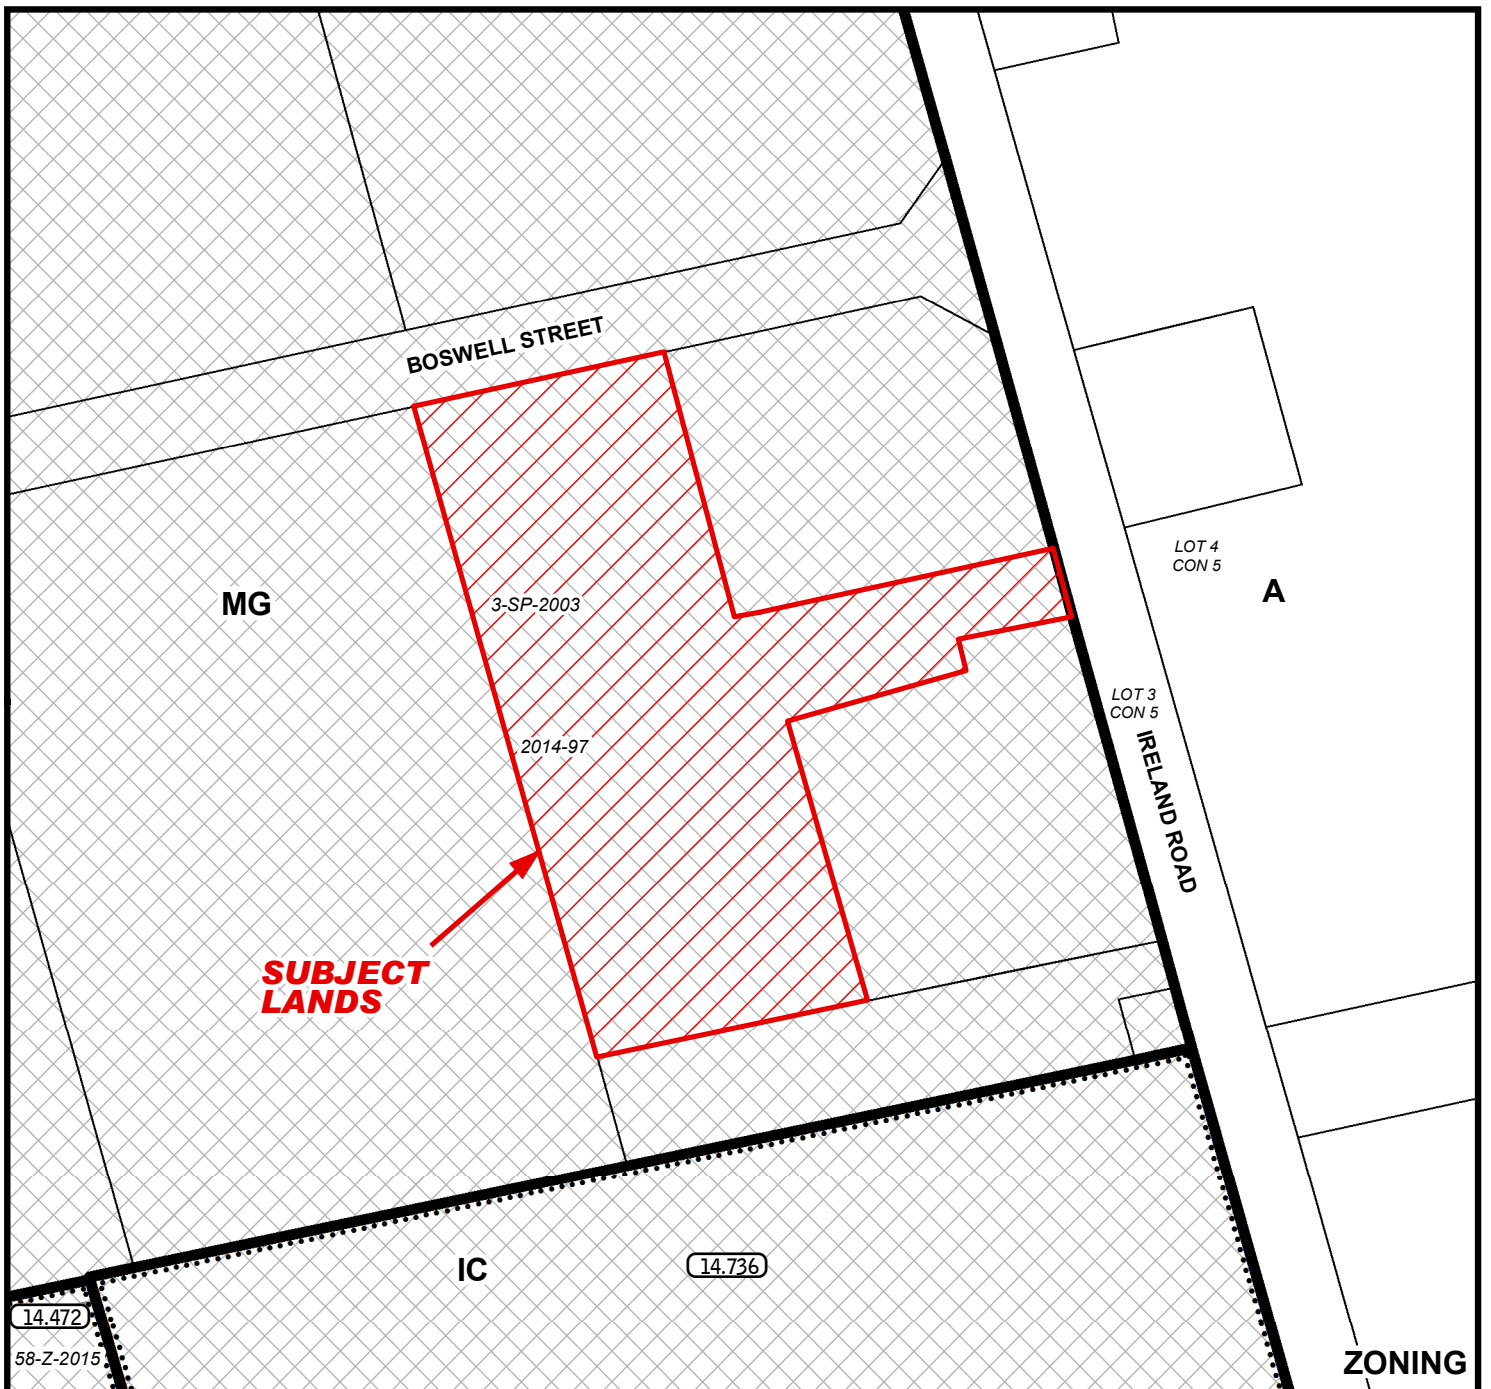 BOSWELL STREET
LOT 4
CON 5
A
MG
3-SP-2003
LOT 3
CON 5
2014-97
IRELAND ROAD
SUBJECT
LANDS
IC
14.736
14.472
58-Z-2015
ZONING